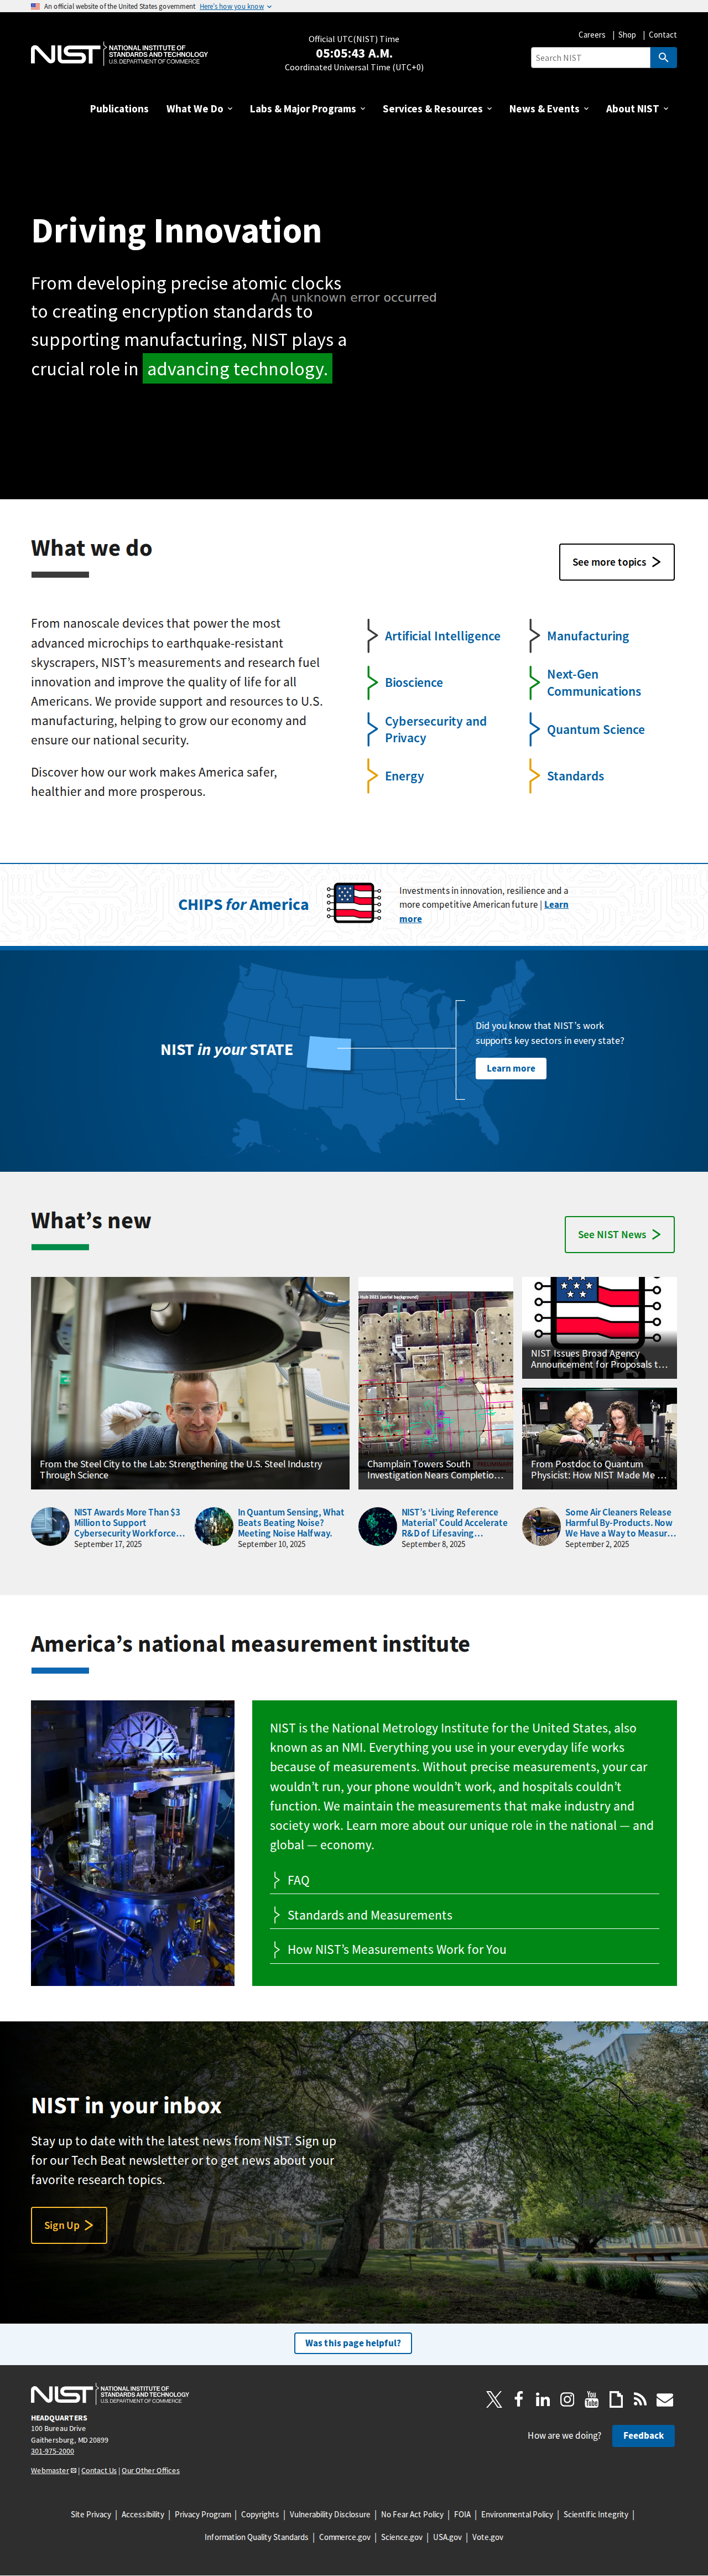 An official website of the United States government Here's how you know
NIST NATIONAL INSTITUTE OF
STANDARDS AND TECHNOLOGY
U.S. DEPARTMENT OF COMMERCE
Official UTC(NIST) Time
05:05:43 A.M.
Coordinated Universal Time (UTC+0)
Careers | Shop | Contact
Search NIST
Publications What We Do Labs & Major Programs Services & Resources News & Events About NIST
Driving Innovation
From developing precise atomic clocks
An unknown error occurred
to creating encryption standards to
supporting manufacturing, NIST plays a
crucial role in advancing technology.
What we do
See more topics
From nanoscale devices that power the most
advanced microchips to earthquake-resistant
skyscrapers, NIST's measurements and research fuel
innovation and improve the quality of life for all
Americans. We provide support and resources to U.S.
manufacturing, helping to grow our economy and
ensure our national security.
Discover how our work makes America safer,
healthier and more prosperous.
Artificial Intelligence
Manufacturing
Bioscience
Next-Gen
Communications
Cybersecurity and
Privacy
Quantum Science
Energy
Standards
CHIPS for America
Investments in innovation, resilience and a
more competitive American future | Learn
more
NIST in your STATE
Did you know that NIST's work
supports key sectors in every state?
Learn more
What's new
See NIST News
From the Steel City to the Lab: Strengthening the U.S. Steel Industry
Through Science
Hub 2021 (aerial background)
PRELIMINARY
Champlain Towers South
Investigation Nears Completio…
CHIPS
NIST Issues Broad Agency
Announcement for Proposals t…
From Postdoc to Quantum
Physicist: How NIST Made Me …
NIST Awards More Than $3
Million to Support
Cybersecurity Workforce…
September 17, 2025
In Quantum Sensing, What
Beats Beating Noise?
Meeting Noise Halfway.
September 10, 2025
NIST's 'Living Reference
Material' Could Accelerate
R&D of Lifesaving…
September 8, 2025
Some Air Cleaners Release
Harmful By-Products. Now
We Have a Way to Measur…
September 2, 2025
America's national measurement institute
NIST is the National Metrology Institute for the United States, also
known as an NMI. Everything you use in your everyday life works
because of measurements. Without precise measurements, your car
wouldn't run, your phone wouldn't work, and hospitals couldn't
function. We maintain the measurements that make industry and
society work. Learn more about our unique role in the national — and
global — economy.
FAQ
Standards and Measurements
How NIST's Measurements Work for You
NIST in your inbox
Stay up to date with the latest news from NIST. Sign up
for our Tech Beat newsletter or to get news about your
favorite research topics.
Sign Up
Was this page helpful?
NIST NATIONAL INSTITUTE OF
STANDARDS AND TECHNOLOGY
U.S. DEPARTMENT OF COMMERCE
HEADQUARTERS
100 Bureau Drive
Gaithersburg, MD 20899
301-975-2000
Webmaster | Contact Us | Our Other Offices
You Tube
How are we doing? Feedback
Site Privacy | Accessibility | Privacy Program | Copyrights | Vulnerability Disclosure | No Fear Act Policy | FOIA | Environmental Policy | Scientific Integrity |
Information Quality Standards | Commerce.gov | Science.gov | USA.gov | Vote.gov